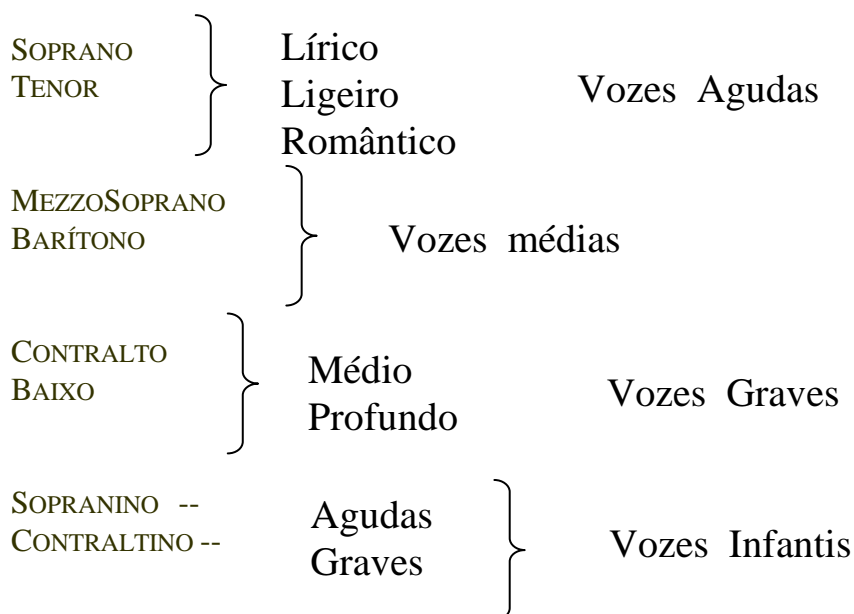 SOPRANO
TENOR
Lírico
Ligeiro
Romântico
Vozes Agudas
MEZZOSOPRANO
BARÍTONO
Vozes médias
CONTRALTO
BAIXO
Médio
Profundo
Vozes Graves
SOPRANINO --
CONTRALTINO --
Agudas
Graves
Vozes Infantis